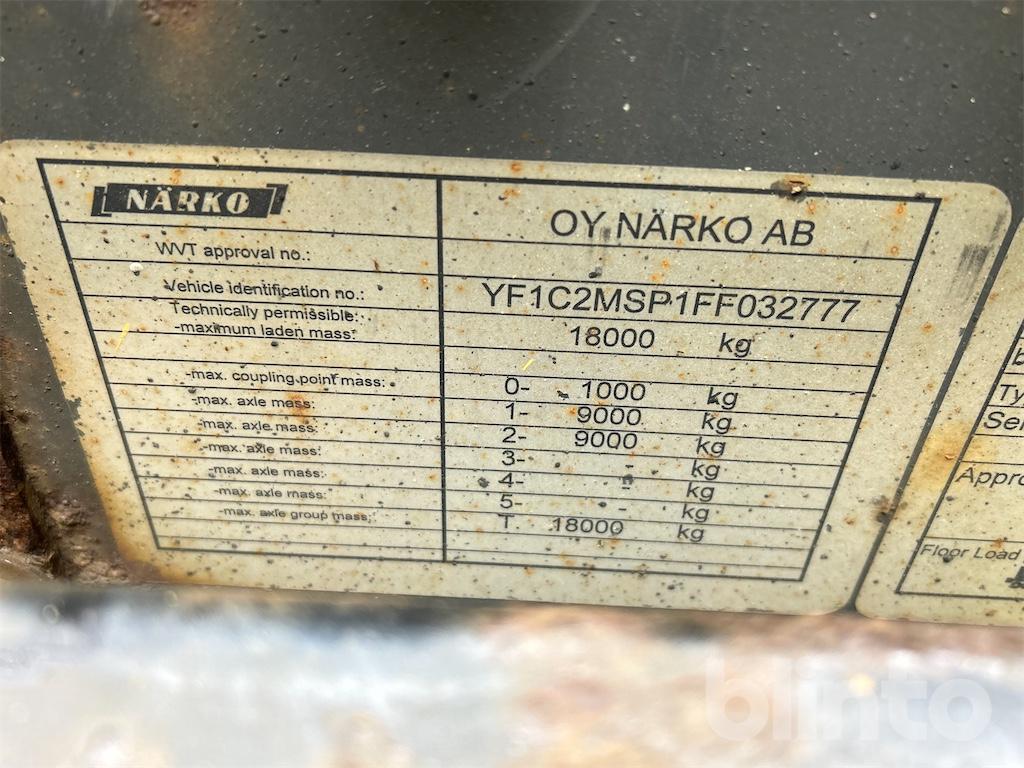 NÄRKO
OY NÄRKO AB
WVT approval no.:
Vehicle identification no.: YF1C2MSP1FF032777
Technically permissible:
-maximum laden mass: 18000 kg
-max. coupling point mass: 0- 1000 kg
-max. axle mass: 1- 9000 kg
-max. axle mass: 2- 9000 kg
-max. axle mass: 3- - kg
-max. axle mass: 4- - kg
-max. axle mass: 5- - kg
-max. axle group mass: T 18000 kg
b
Ty
Se
Appro
Floor Load
blinto